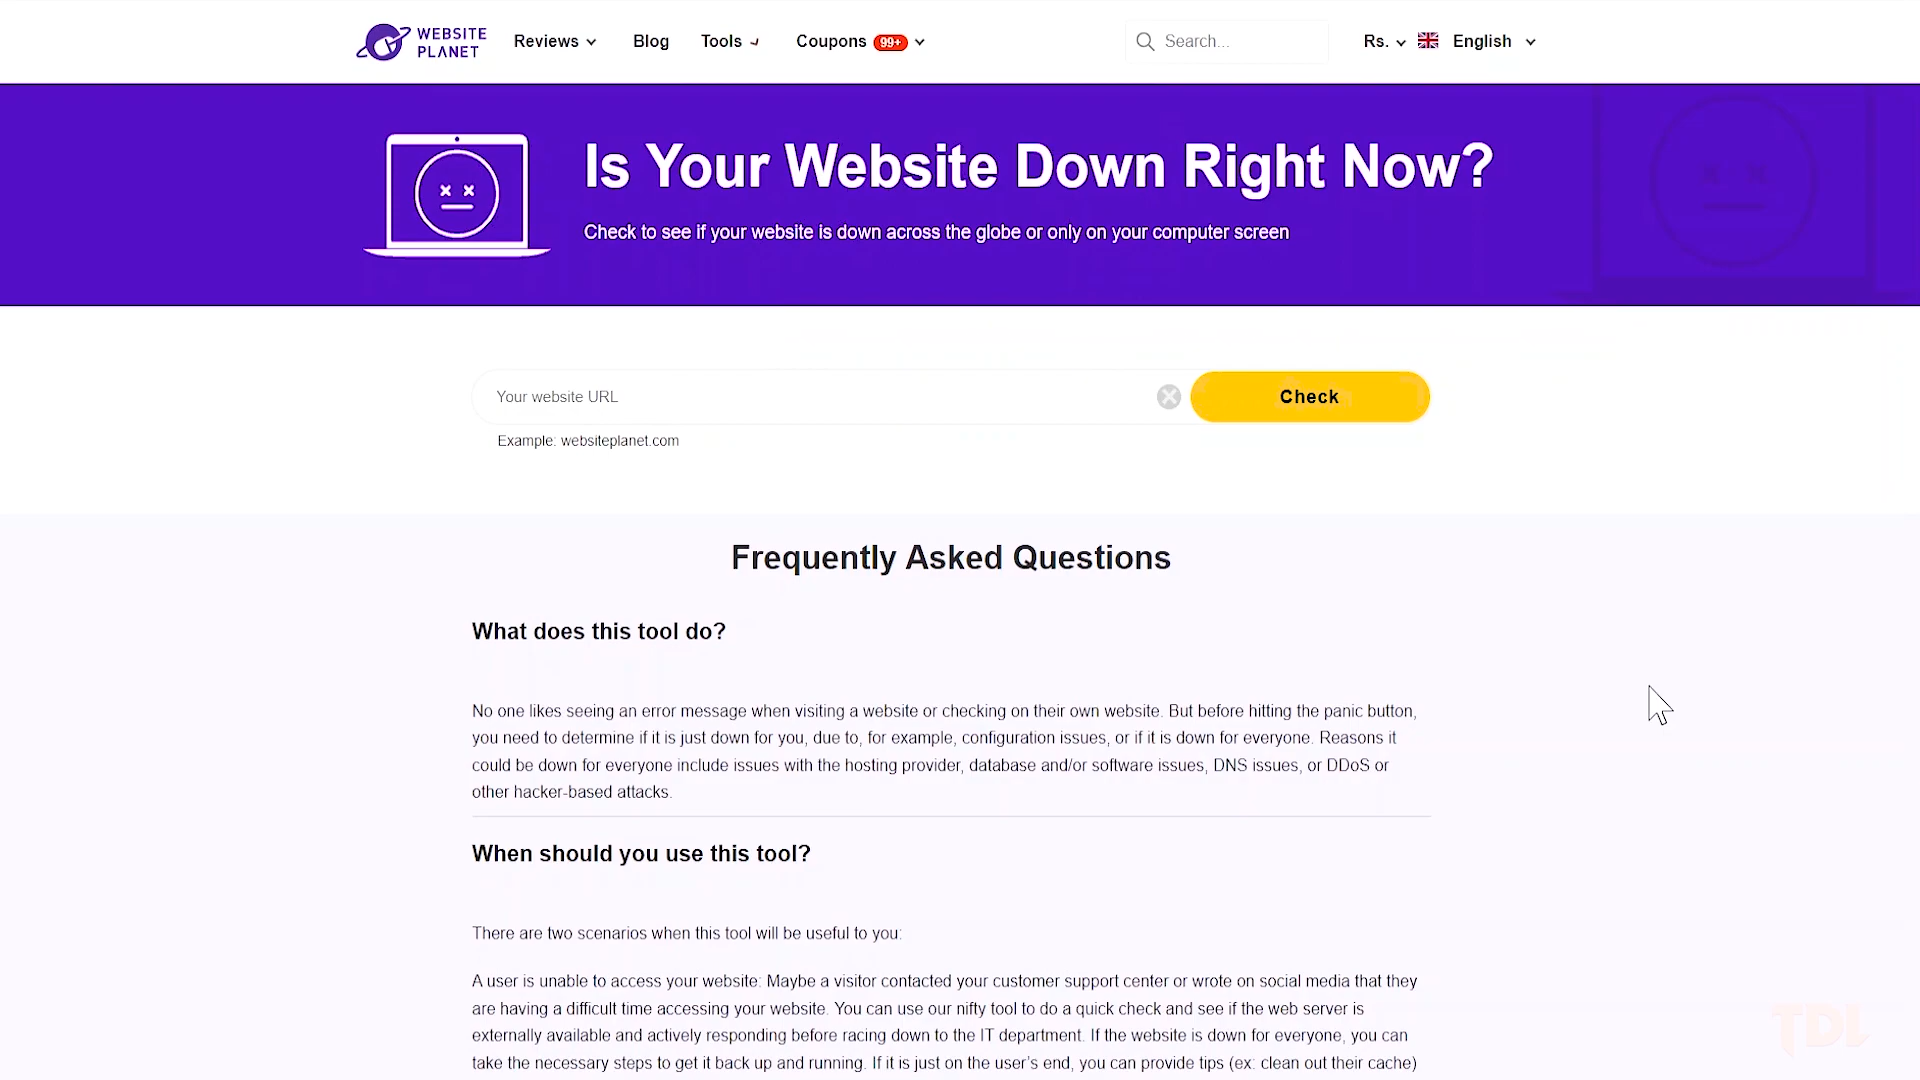 WEBSITE PLANET Reviews Blog Tools Coupons 99+ Search... Rs. English
Is Your Website Down Right Now?
Check to see if your website is down across the globe or only on your computer screen
Your website URL Check
Example: websiteplanet.com
Frequently Asked Questions
What does this tool do?
No one likes seeing an error message when visiting a website or checking on their own website. But before hitting the panic button,
you need to determine if it is just down for you, due to, for example, configuration issues, or if it is down for everyone. Reasons it
could be down for everyone include issues with the hosting provider, database and/or software issues, DNS issues, or DDoS or
other hacker-based attacks.
When should you use this tool?
There are two scenarios when this tool will be useful to you:
A user is unable to access your website: Maybe a visitor contacted your customer support center or wrote on social media that they
are having a difficult time accessing your website. You can use our nifty tool to do a quick check and see if the web server is
externally available and actively responding before racing down to the IT department. If the website is down for everyone, you can
take the necessary steps to get it back up and running. If it is just on the user's end, you can provide tips (ex: clean out their cache)
TDL